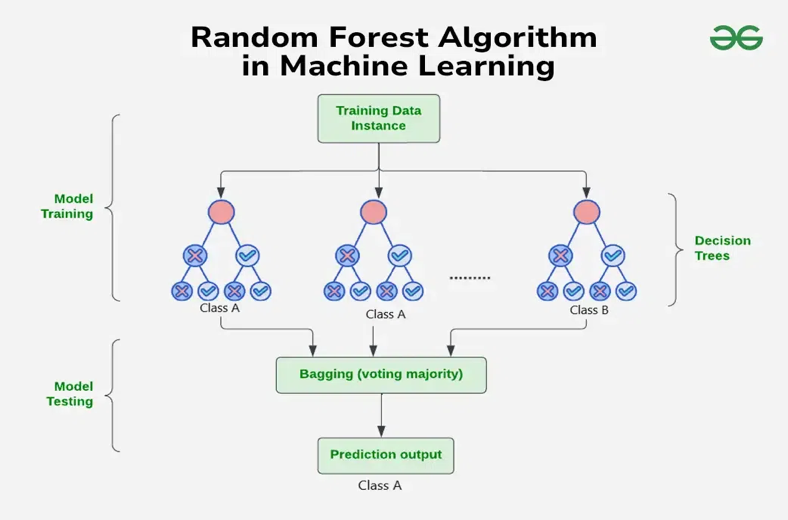 Random Forest Algorithm
in Machine Learning
Training Data
Instance
Model
Training
Decision
Trees
.........
Class A
Class A
Class B
Bagging (voting majority)
Model
Testing
Prediction output
Class A